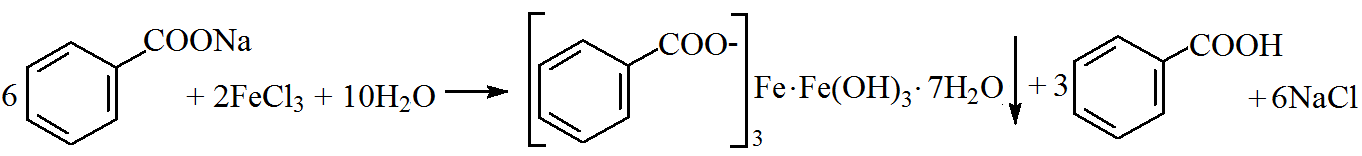 6 COONa + 2FeCl₃ + 10H₂O ⟶ [ COO- ]₃ Fe·Fe(OH)₃·7H₂O ↓ + 3 COOH + 6NaCl